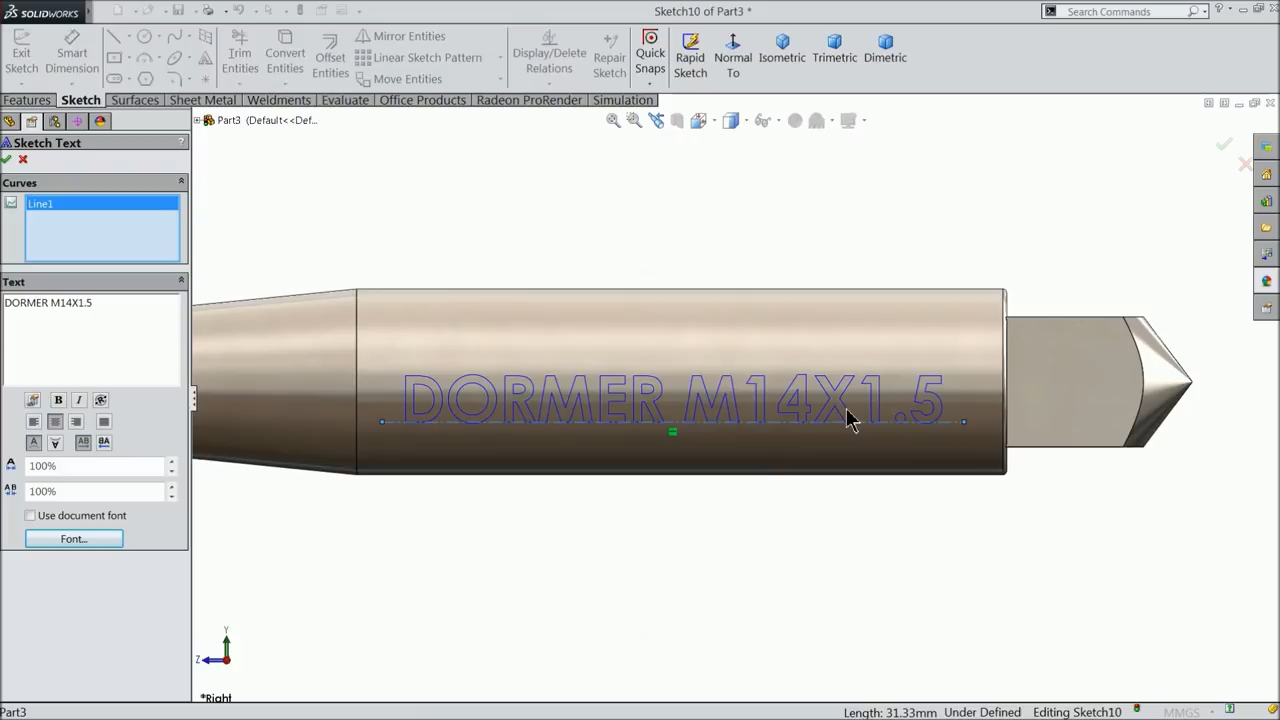 SOLIDWORKS
Sketch10 of Part3 *
Search Commands
Exit Sketch
Smart Dimension
Trim Entities
Convert Entities
Offset Entities
Mirror Entities
Linear Sketch Pattern
Move Entities
Display/Delete Relations
Repair Sketch
Quick Snaps
Rapid Sketch
Normal To
Isometric
Trimetric
Dimetric
Features Sketch Surfaces Sheet Metal Weldments Evaluate Office Products Radeon ProRender Simulation
Part3 (Default<<Def...
Sketch Text ?
Curves
Line1
Text
DORMER M14X1.5
B I
A
AB
100%
AB
100%
Use document font
Font...
DORMER M14X1.5
Y
Z
*Right
Part3 Length: 31.33mm Under Defined Editing Sketch10 MMGS